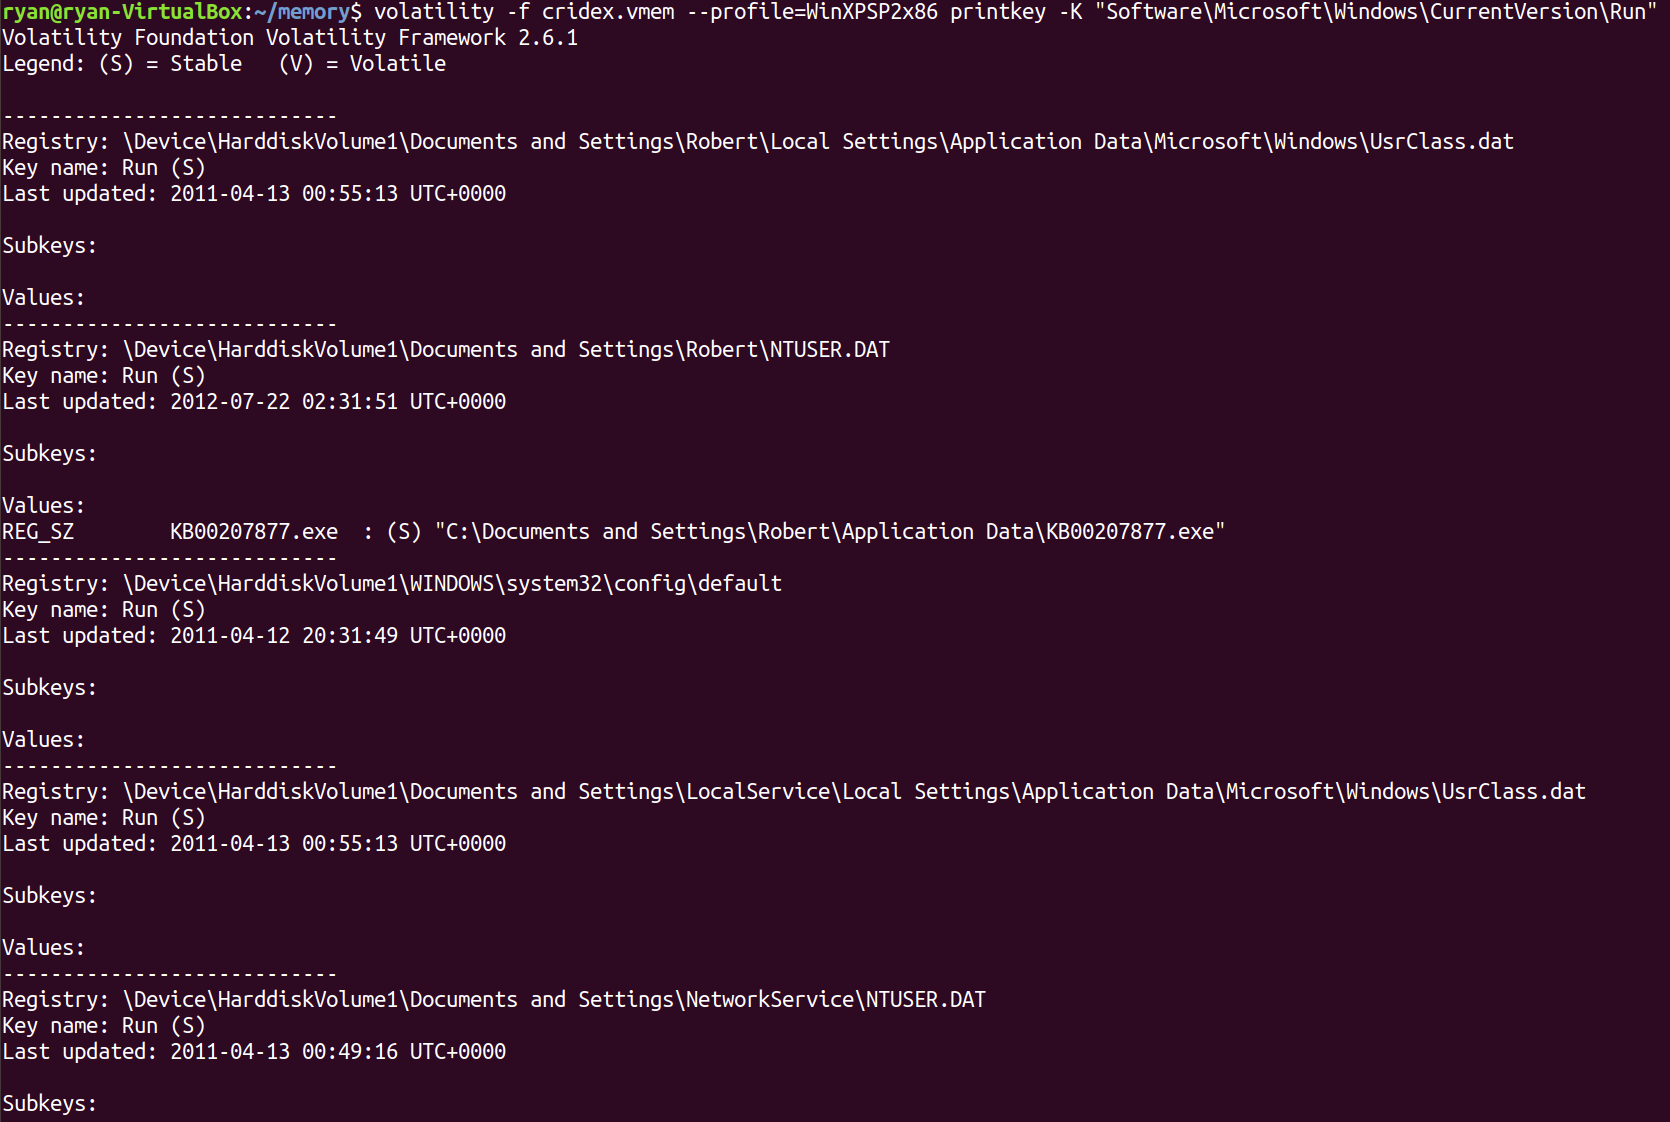 ryan@ryan-VirtualBox:~/memory$ volatility -f cridex.vmem --profile=WinXPSP2x86 printkey -K "Software\Microsoft\Windows\CurrentVersion\Run"
Volatility Foundation Volatility Framework 2.6.1
Legend: (S) = Stable   (V) = Volatile

----------------------------
Registry: \Device\HarddiskVolume1\Documents and Settings\Robert\Local Settings\Application Data\Microsoft\Windows\UsrClass.dat
Key name: Run (S)
Last updated: 2011-04-13 00:55:13 UTC+0000

Subkeys:

Values:
----------------------------
Registry: \Device\HarddiskVolume1\Documents and Settings\Robert\NTUSER.DAT
Key name: Run (S)
Last updated: 2012-07-22 02:31:51 UTC+0000

Subkeys:

Values:
REG_SZ        KB00207877.exe  : (S) "C:\Documents and Settings\Robert\Application Data\KB00207877.exe"
----------------------------
Registry: \Device\HarddiskVolume1\WINDOWS\system32\config\default
Key name: Run (S)
Last updated: 2011-04-12 20:31:49 UTC+0000

Subkeys:

Values:
----------------------------
Registry: \Device\HarddiskVolume1\Documents and Settings\LocalService\Local Settings\Application Data\Microsoft\Windows\UsrClass.dat
Key name: Run (S)
Last updated: 2011-04-13 00:55:13 UTC+0000

Subkeys:

Values:
----------------------------
Registry: \Device\HarddiskVolume1\Documents and Settings\NetworkService\NTUSER.DAT
Key name: Run (S)
Last updated: 2011-04-13 00:49:16 UTC+0000

Subkeys: